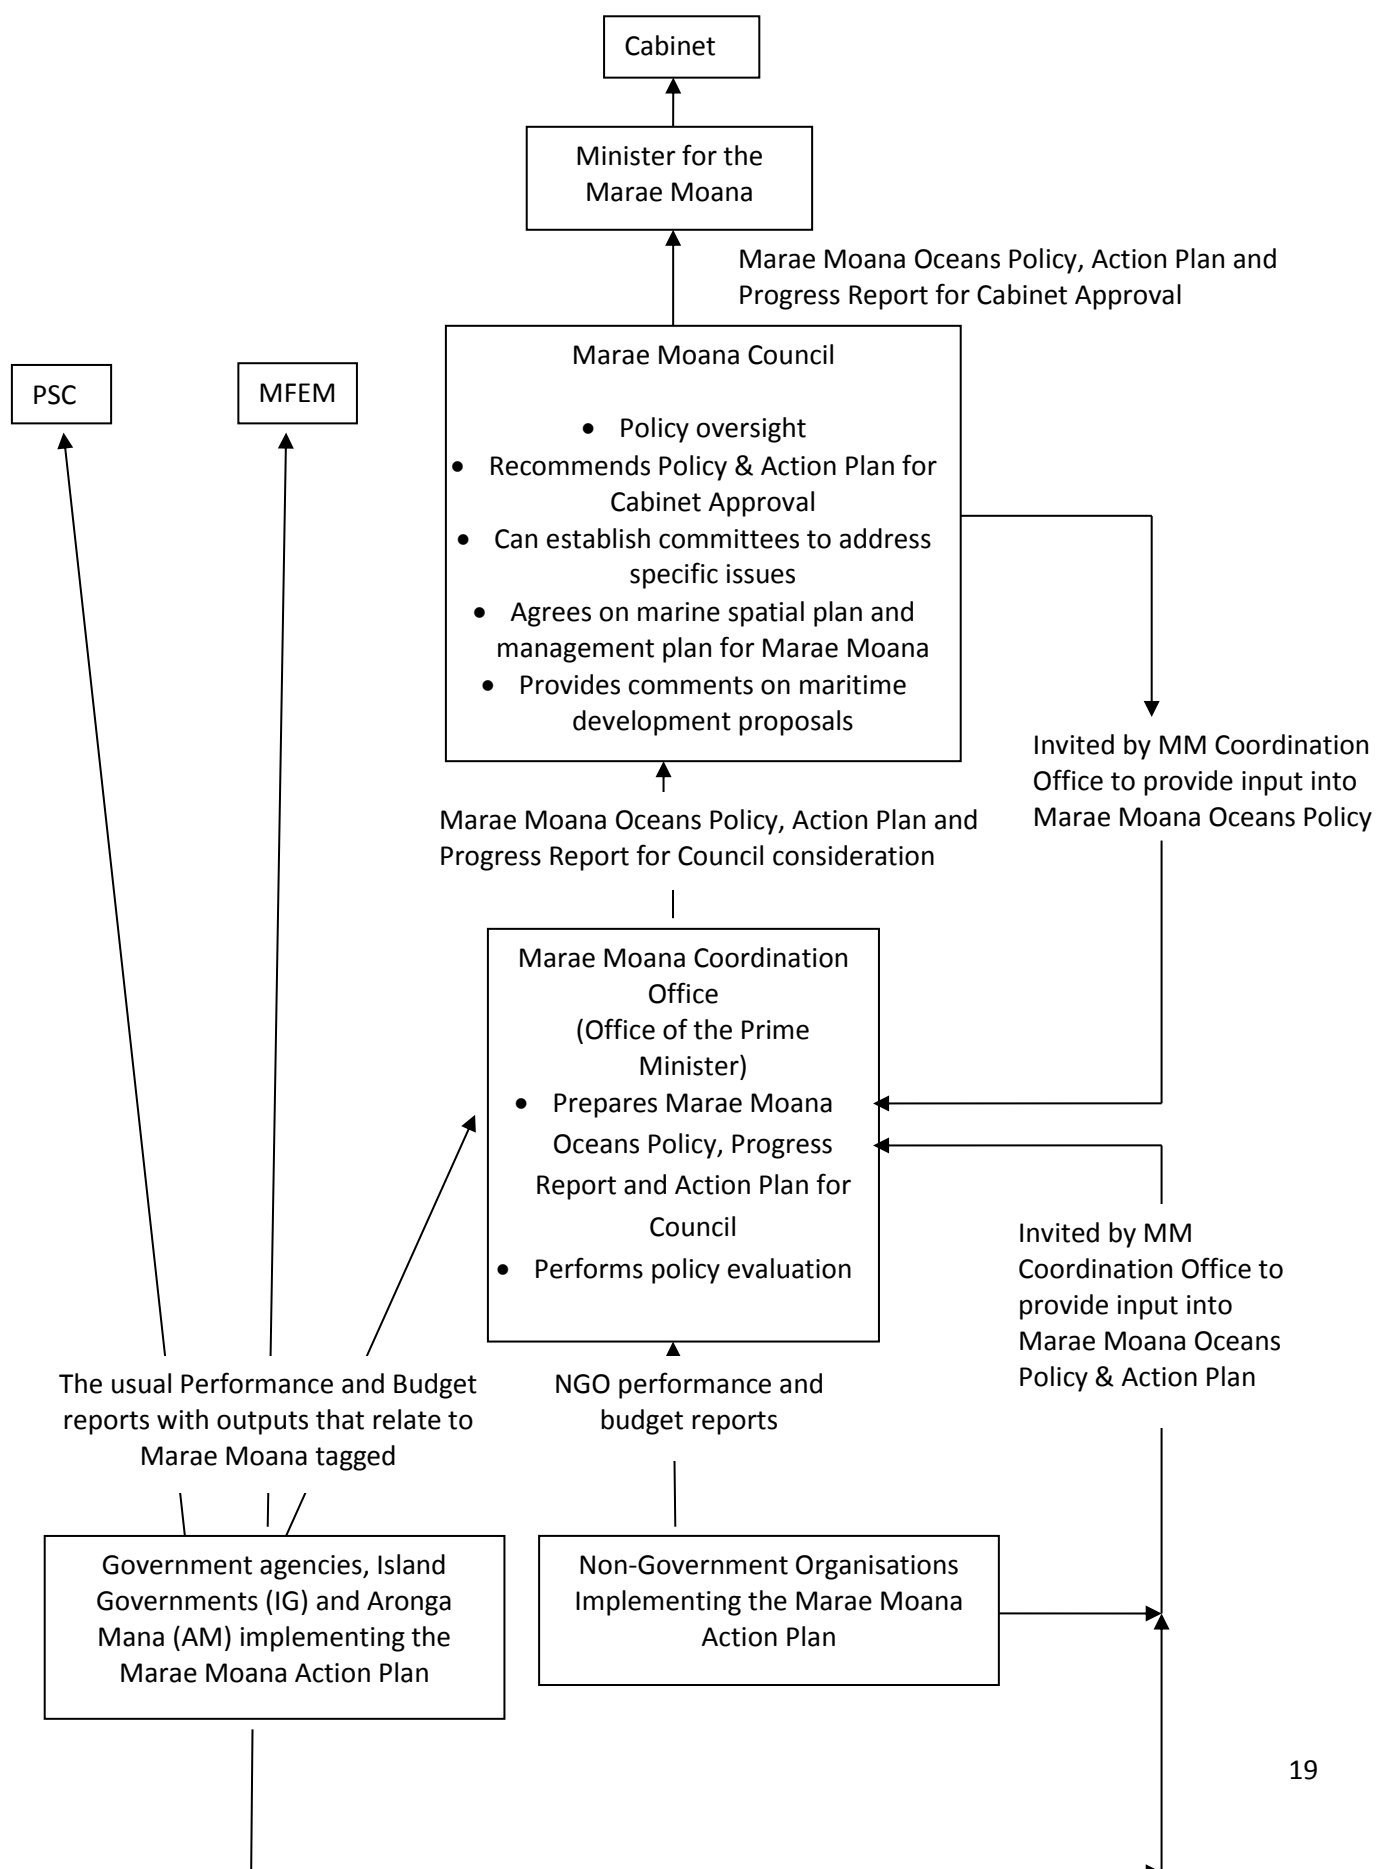 Cabinet
Minister for the
Marae Moana
Marae Moana Oceans Policy, Action Plan and
Progress Report for Cabinet Approval
PSC
MFEM
Marae Moana Council
• Policy oversight
• Recommends Policy & Action Plan for
Cabinet Approval
• Can establish committees to address
specific issues
• Agrees on marine spatial plan and
management plan for Marae Moana
• Provides comments on maritime
development proposals
Invited by MM Coordination
Office to provide input into
Marae Moana Oceans Policy
Marae Moana Oceans Policy, Action Plan and
Progress Report for Council consideration
Marae Moana Coordination
Office
(Office of the Prime
Minister)
• Prepares Marae Moana
Oceans Policy, Progress
Report and Action Plan for
Council
• Performs policy evaluation
Invited by MM
Coordination Office to
provide input into
Marae Moana Oceans
Policy & Action Plan
The usual Performance and Budget
reports with outputs that relate to
Marae Moana tagged
NGO performance and
budget reports
Government agencies, Island
Governments (IG) and Aronga
Mana (AM) implementing the
Marae Moana Action Plan
Non-Government Organisations
Implementing the Marae Moana
Action Plan
19